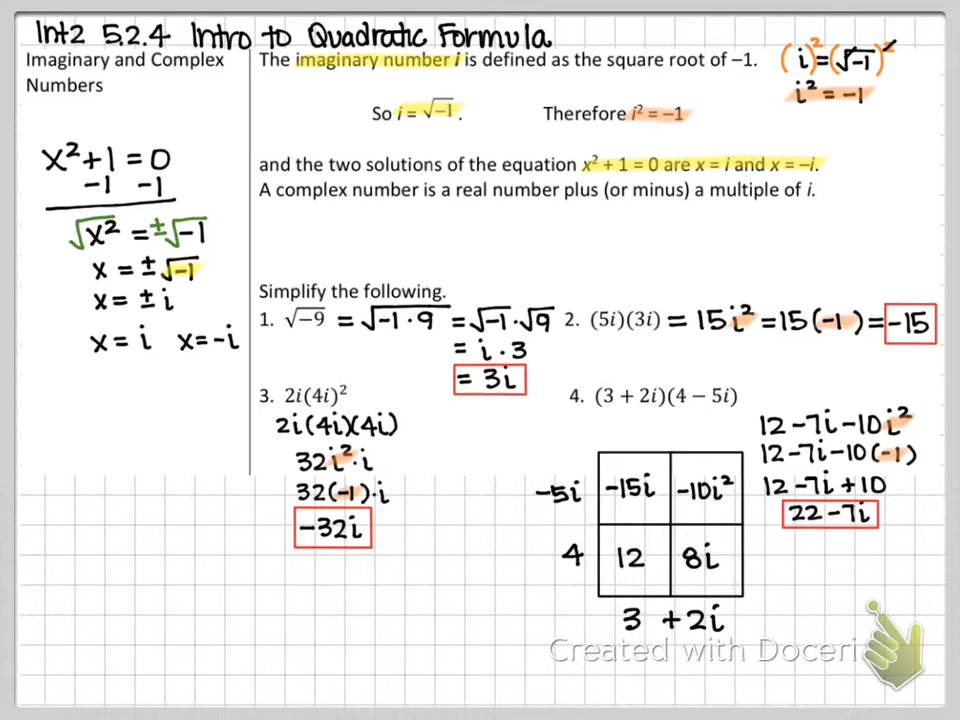 Int2 5.2.4 Intro to Quadratic Formula
Imaginary and Complex
Numbers
x²+1=0
-1 -1
√x² = ±√-1
x = ±√-1
x = ±i
x = i x=-i
The imaginary number i is defined as the square root of –1.
(i)²=(√-1)²
i² = -1
So i = √−1. Therefore i² = −1
and the two solutions of the equation x² + 1 = 0 are x = i and x = –i.
A complex number is a real number plus (or minus) a multiple of i.
Simplify the following.
1. √−9 = √-1·9 = √-1·√9
= i·3
= 3i
2. (5i)(3i) = 15i² = 15(-1) = -15
3. 2i(4i)²
2i(4i)(4i)
32i²·i
32(-1)·i
-32i
4. (3 + 2i)(4 − 5i)
-5i -15i -10i²
4 12 8i
3 +2i
12-7i-10i²
12-7i-10(-1)
12-7i+10
22-7i
Created with Doceri